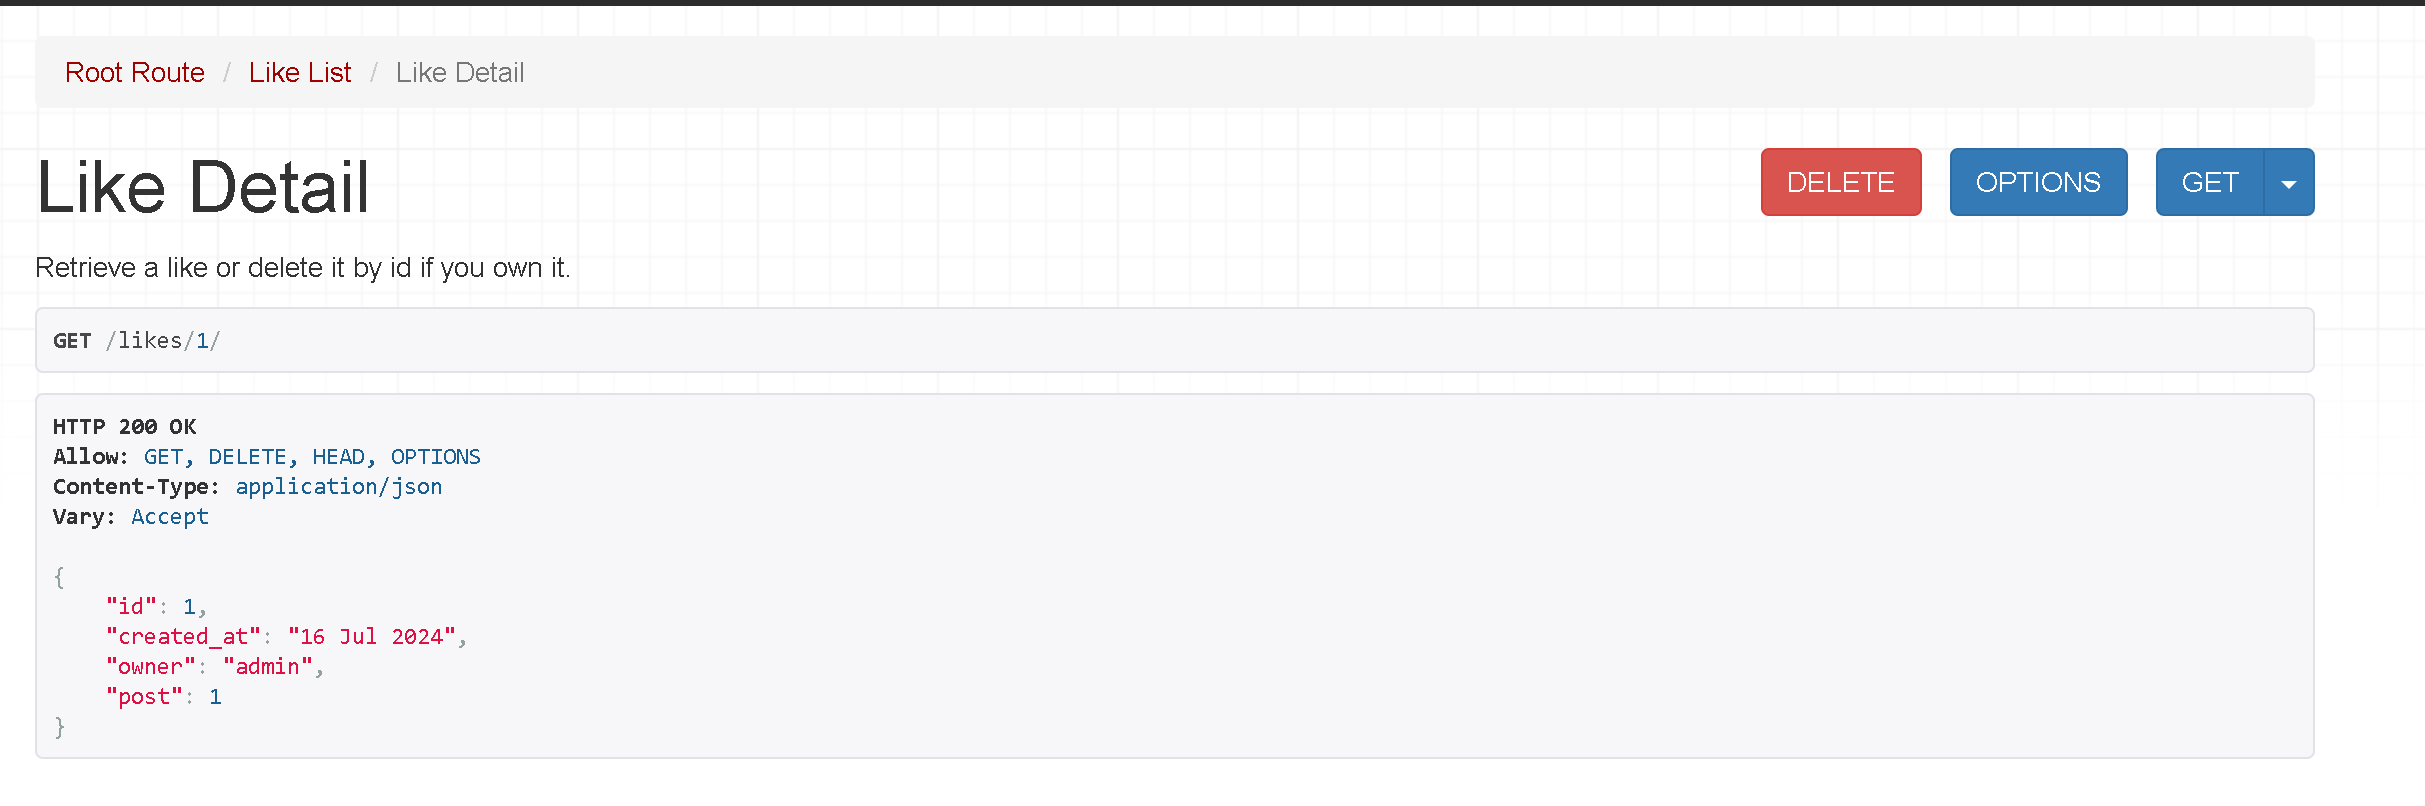 Root Route / Like List / Like Detail
Like Detail
DELETE OPTIONS GET
Retrieve a like or delete it by id if you own it.
GET /likes/1/
HTTP 200 OK
Allow: GET, DELETE, HEAD, OPTIONS
Content-Type: application/json
Vary: Accept
{
    "id": 1,
    "created_at": "16 Jul 2024",
    "owner": "admin",
    "post": 1
}